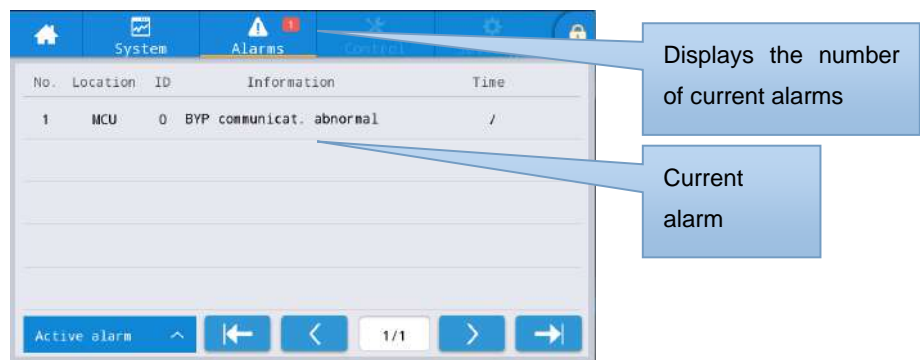 System Alarms 1 Control
No. Location ID Information Time
1 MCU 0 BYP communicat. abnormal /
Active alarm 1/1
Displays the number
of current alarms
Current
alarm